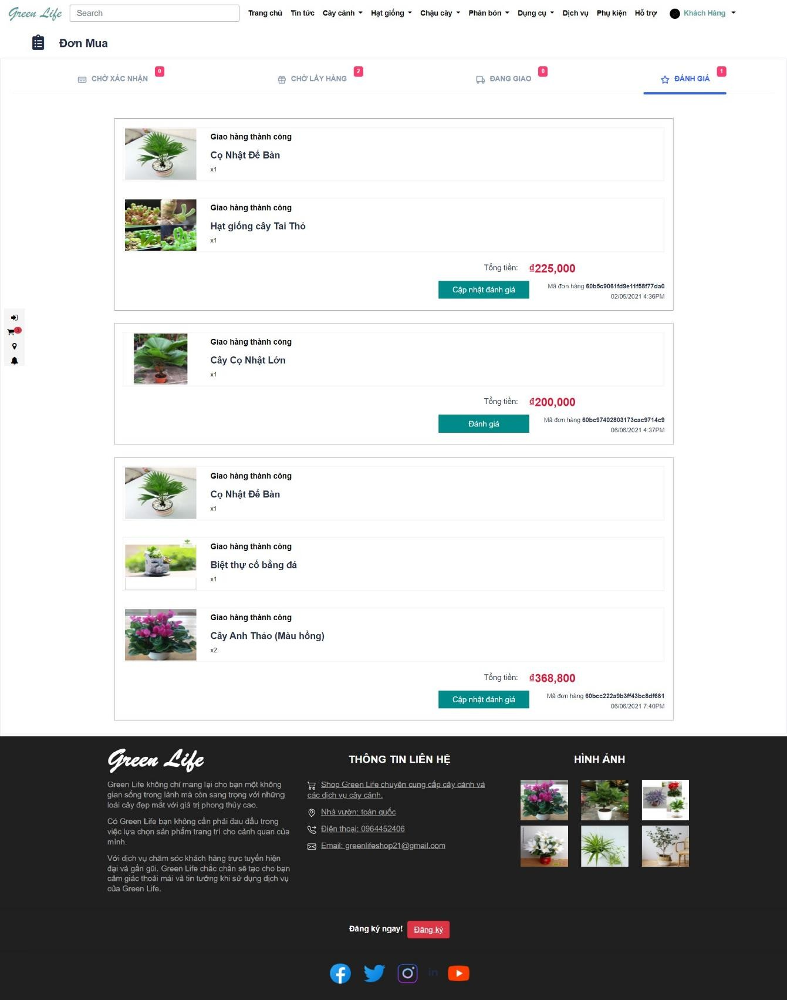 Green Life
Search
Trang chủ Tin tức Cây cảnh Hạt giống Chậu cây Phân bón Dụng cụ Dịch vụ Phụ kiện Hỗ trợ Khách Hàng
Đơn Mua
CHỜ XÁC NHẬN 0
CHỜ LẤY HÀNG 2
ĐANG GIAO 0
ĐÁNH GIÁ 1
Giao hàng thành công
Cọ Nhật Để Bàn
x1
Giao hàng thành công
Hạt giống cây Tai Thỏ
x1
Tổng tiền: ₫225,000
Cập nhật đánh giá
Mã đơn hàng 60b5c9061fd9e11f58f77da0
02/05/2021 4:36PM
3
Giao hàng thành công
Cây Cọ Nhật Lớn
x1
Tổng tiền: ₫200,000
Đánh giá
Mã đơn hàng 60bc97402803173cac9714c9
06/06/2021 4:37PM
Giao hàng thành công
Cọ Nhật Để Bàn
x1
Giao hàng thành công
Biệt thự cổ bằng đá
x1
Giao hàng thành công
Cây Anh Thảo (Màu hồng)
x2
Tổng tiền: ₫368,800
Cập nhật đánh giá
Mã đơn hàng 60bcc222a9b3ff43bc8df661
06/06/2021 7:40PM
Green Life
Green Life không chỉ mang lại cho bạn một không
gian sống trong lành mà còn sang trọng với những
loài cây đẹp mắt với giá trị phong thủy cao.
Có Green Life bạn không cần phải đau đầu trong
việc lựa chọn sản phẩm trang trí cho cảnh quan của
mình.
Với dịch vụ chăm sóc khách hàng trực tuyến hiện
đại và gần gũi. Green Life chắc chắn sẽ tạo cho bạn
cảm giác thoải mái và tin tưởng khi sử dụng dịch vụ
của Green Life.
THÔNG TIN LIÊN HỆ
Shop Green Life chuyên cung cấp cây cảnh và
các dịch vụ cây cảnh.
Nhà vườn: toàn quốc
Điện thoại: 0964452406
Email: greenlifeshop21@gmail.com
HÌNH ẢNH
Đăng ký ngay! Đăng ký
in